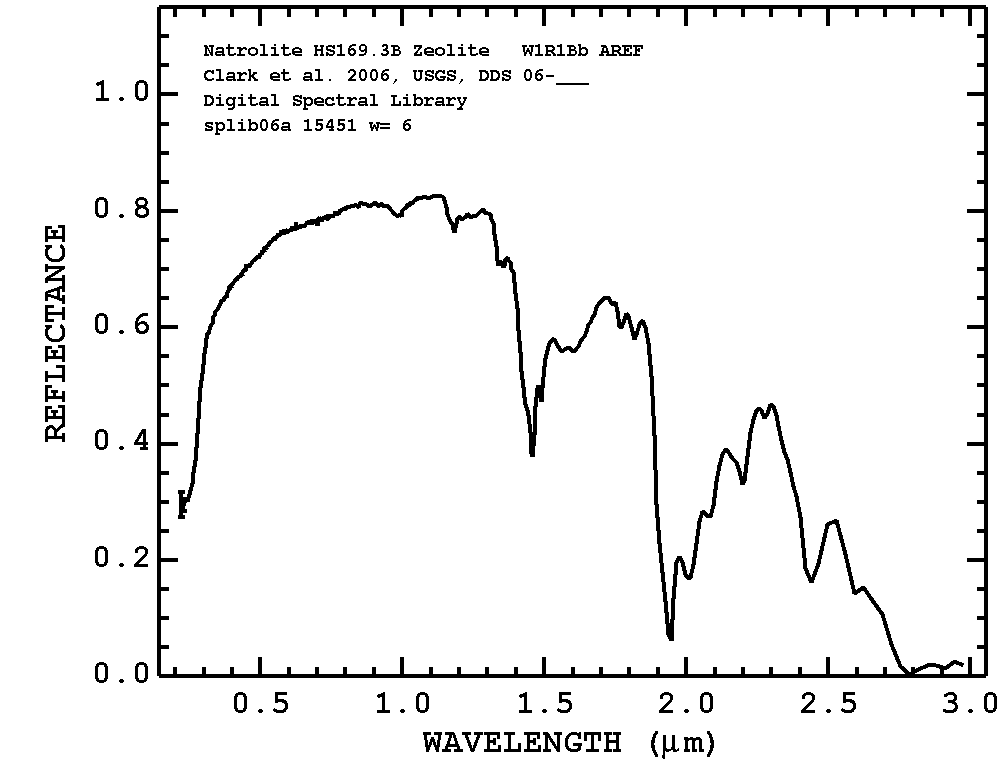 Natrolite HS169.3B Zeolite   W1R1Bb AREF
Clark et al. 2006, USGS, DDS 06-___
Digital Spectral Library
splib06a 15451 w= 6
1.0
0.8
0.6
0.4
0.2
0.0
REFLECTANCE
0.5 1.0 1.5 2.0 2.5 3.0
WAVELENGTH (μm)